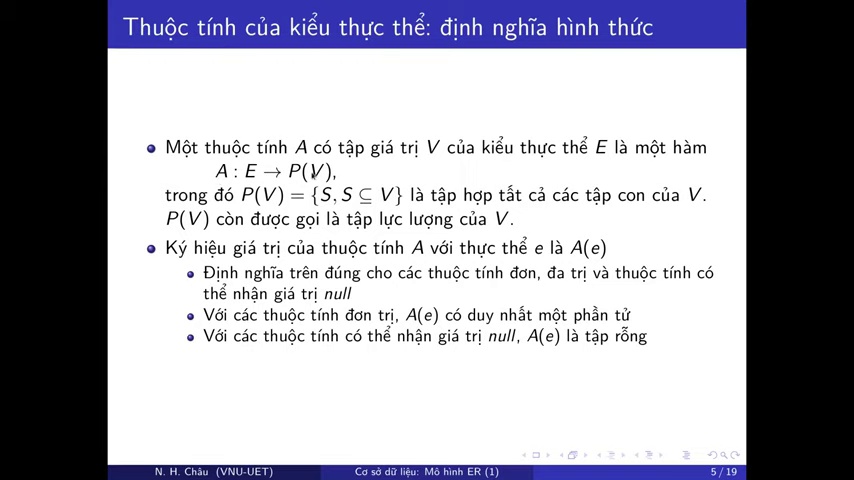 Thuộc tính của kiểu thực thể: định nghĩa hình thức
Một thuộc tính A có tập giá trị V của kiểu thực thể E là một hàm
A : E → P(V),
trong đó P(V) = {S, S ⊆ V} là tập hợp tất cả các tập con của V.
P(V) còn được gọi là tập lực lượng của V.
Ký hiệu giá trị của thuộc tính A với thực thể e là A(e)
Định nghĩa trên đúng cho các thuộc tính đơn, đa trị và thuộc tính có
thể nhận giá trị null
Với các thuộc tính đơn trị, A(e) có duy nhất một phần tử
Với các thuộc tính có thể nhận giá trị null, A(e) là tập rỗng
N. H. Châu (VNU-UET) Cơ sở dữ liệu: Mô hình ER (1) 5 / 19